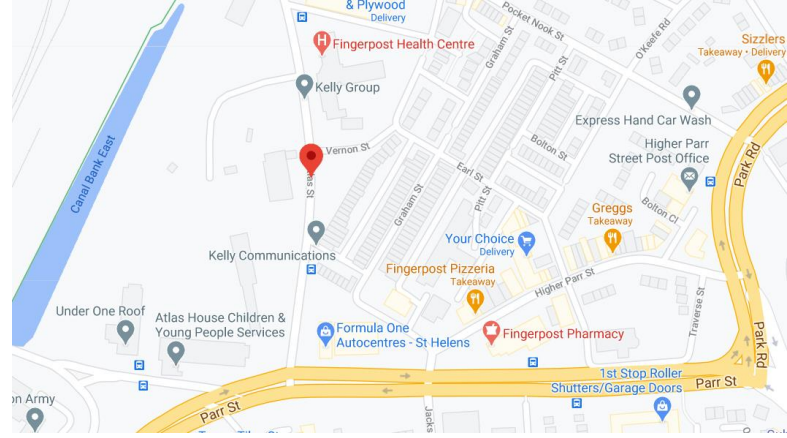 & Plywood
Delivery
Pocket Nook St
O'Keefe Rd
Sizzlers
Takeaway • Delivery
Fingerpost Health Centre
Graham St
Pitt St
Kelly Group
Express Hand Car Wash
Vernon St
Bolton St
Higher Parr
Street Post Office
Park Rd
Canal Bank East
Earl St
Graham St
Pitt St
Greggs
Takeaway
Bolton Ct
Your Choice
Delivery
Kelly Communications
Fingerpost Pizzeria
Takeaway
Higher Parr St
Traverse St
Under One Roof
Atlas House Children &
Young People Services
Formula One
Autocentres - St Helens
Fingerpost Pharmacy
Park Rd
1st Stop Roller
Shutters/Garage Doors
Parr St
Parr St
on Army
Jacks